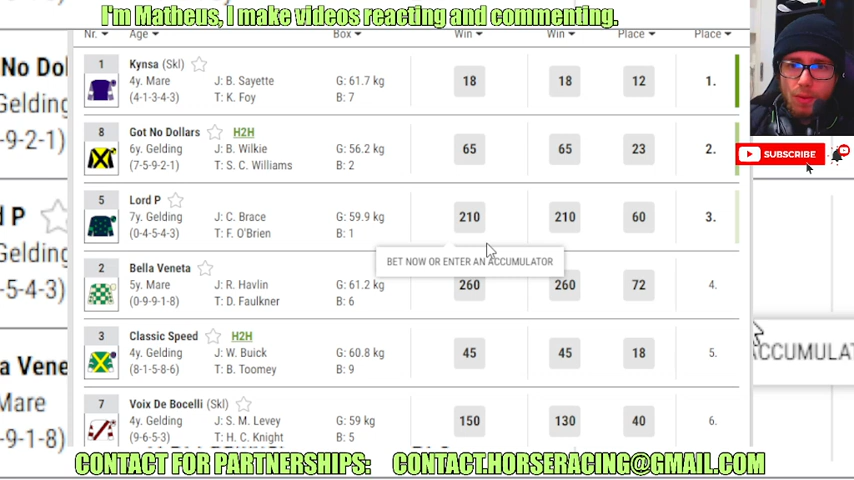 I'm Matheus, I make videos reacting and commenting.
Nr. Age Box Win Win Place Place
1 Kynsa (Skl)
4y. Mare J: B. Sayette G: 61.7 kg 18 18 12 1.
(4-1-3-4-3) T: K. Foy B: 7
8 Got No Dollars H2H
6y. Gelding J: B. Wilkie G: 56.2 kg 65 65 23 2.
(7-5-9-2-1) T: S. C. Williams B: 2
5 Lord P
7y. Gelding J: C. Brace G: 59.9 kg 210 210 60 3.
(0-4-5-4-3) T: F. O'Brien B: 1
BET NOW OR ENTER AN ACCUMULATOR
2 Bella Veneta
5y. Mare J: R. Havlin G: 61.2 kg 260 260 72 4.
(0-9-9-1-8) T: D. Faulkner B: 6
3 Classic Speed H2H
4y. Gelding J: W. Buick G: 60.8 kg 45 45 18 5.
(8-1-5-8-6) T: B. Toomey B: 9
7 Voix De Bocelli (Skl)
4y. Gelding J: S. M. Levey G: 59 kg 150 130 40 6.
(9-6-5-3) T: H. C. Knight B: 5
SUBSCRIBE
No Dol
Gelding
-9-2-1)
d P
Gelding
-5-4-3)
a Vene
Mare
-9-1-8)
ACCUMULAT
CONTACT FOR PARTNERSHIPS: CONTACT.HORSERACING@GMAIL.COM